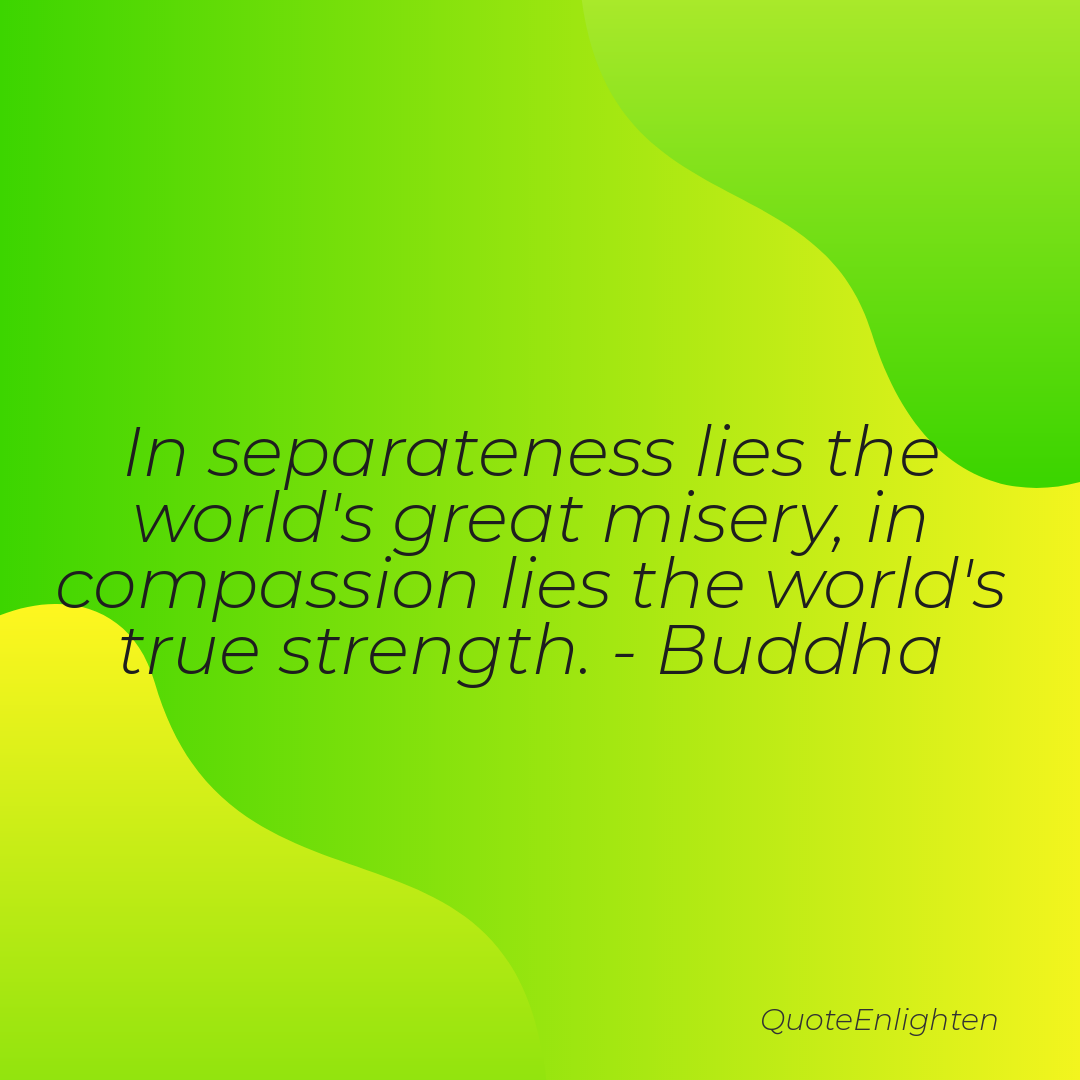 In separateness lies the
world's great misery, in
compassion lies the world's
true strength. - Buddha
QuoteEnlighten